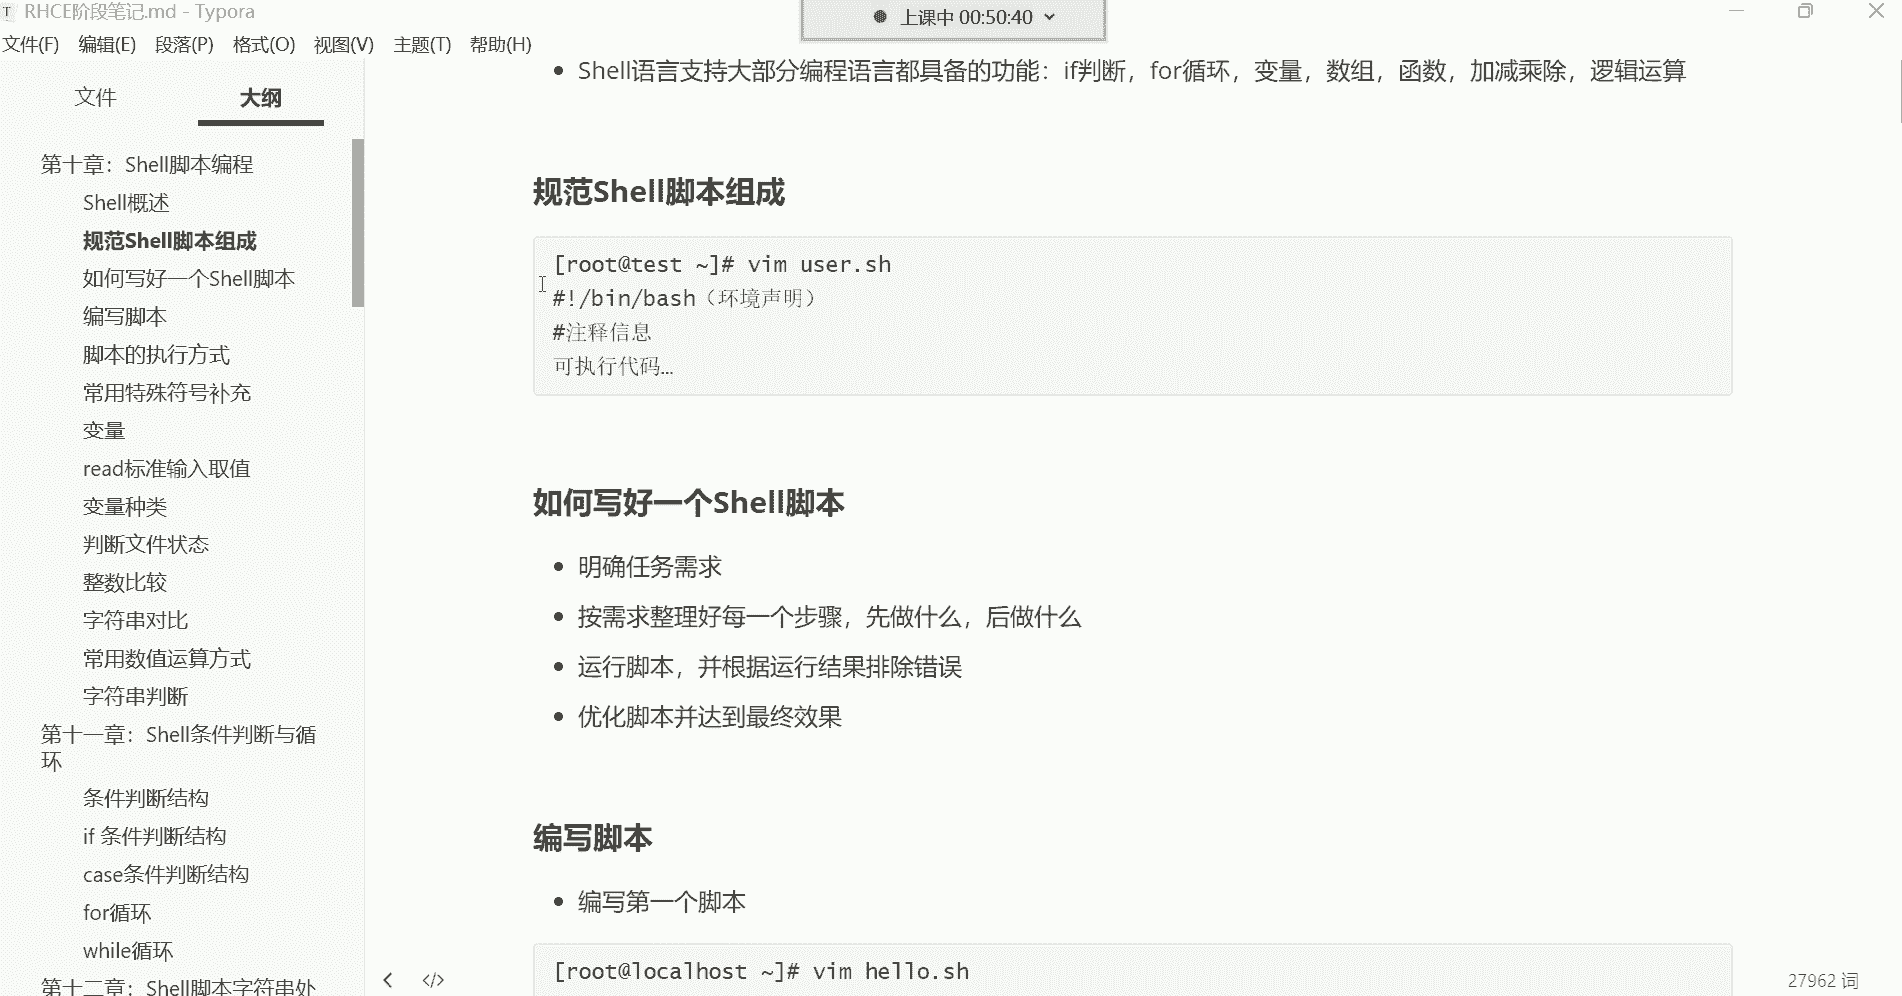 RHCE阶段笔记.md - Typora
上课中 00:50:40
文件(F) 编辑(E) 段落(P) 格式(O) 视图(V) 主题(T) 帮助(H)
文件 大纲
第十章：Shell脚本编程
Shell概述
规范Shell脚本组成
如何写好一个Shell脚本
编写脚本
脚本的执行方式
常用特殊符号补充
变量
read标准输入取值
变量种类
判断文件状态
整数比较
字符串对比
常用数值运算方式
字符串判断
第十一章：Shell条件判断与循
环
条件判断结构
if 条件判断结构
case条件判断结构
for循环
while循环
第十二章：Shell脚本字符串处
Shell语言支持大部分编程语言都具备的功能：if判断，for循环，变量，数组，函数，加减乘除，逻辑运算
规范Shell脚本组成
[root@test ~]# vim user.sh
#!/bin/bash（环境声明）
#注释信息
可执行代码...
如何写好一个Shell脚本
明确任务需求
按需求整理好每一个步骤，先做什么，后做什么
运行脚本，并根据运行结果排除错误
优化脚本并达到最终效果
编写脚本
编写第一个脚本
[root@localhost ~]# vim hello.sh
27962 词